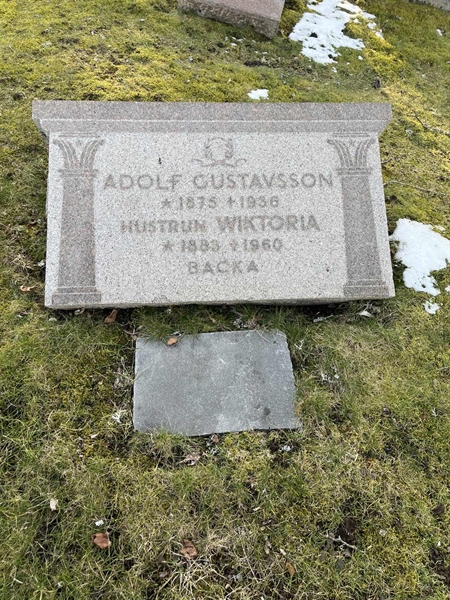 ADOLF GUSTAVSSON
* 1875 † 1936
HUSTRUN WIKTORIA
* 1883 † 1960
BACKA